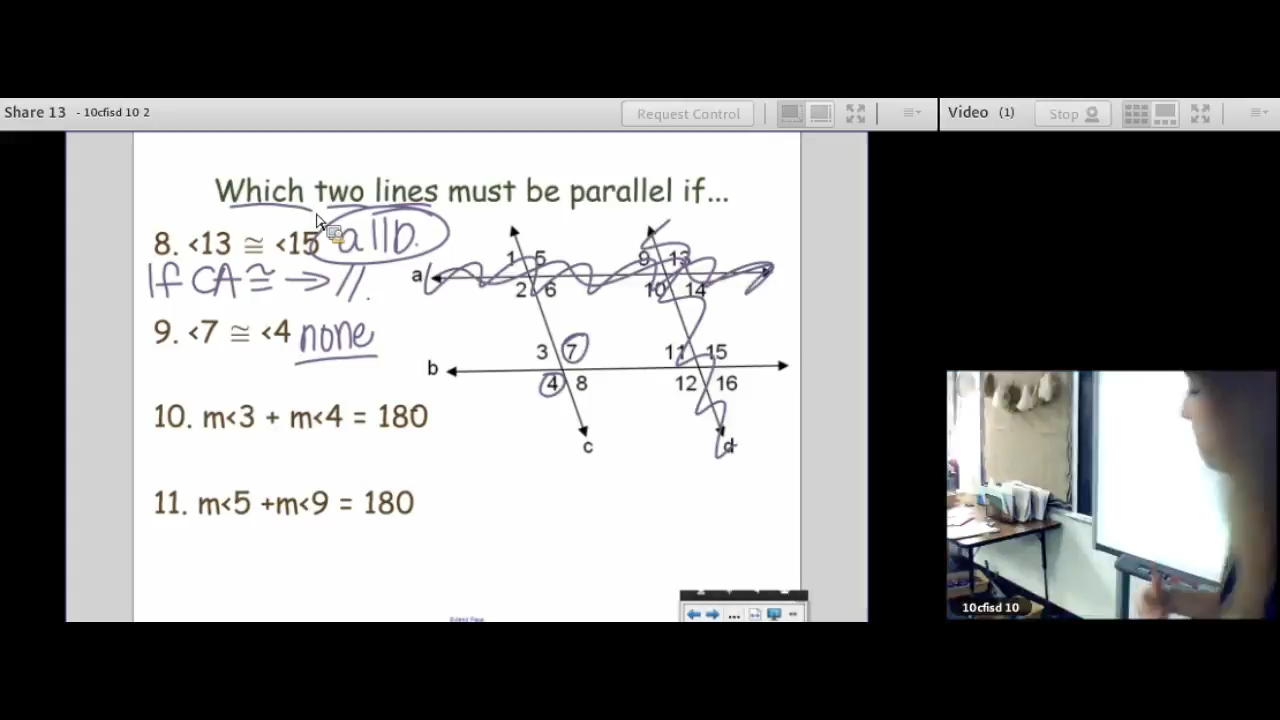 Share 13 - 10cfisd 10 2
Request Control
Video (1)
Stop
Which two lines must be parallel if...
8. <13 ≅ <15 a||b.
If CA ≅ → //.
9. <7 ≅ <4 none
10. m<3 + m<4 = 180
11. m<5 +m<9 = 180
1 5 9 13
a
2 6 10 14
3 7 11 15
b
4 8 12 16
c d
Extend Page
10cfisd 10